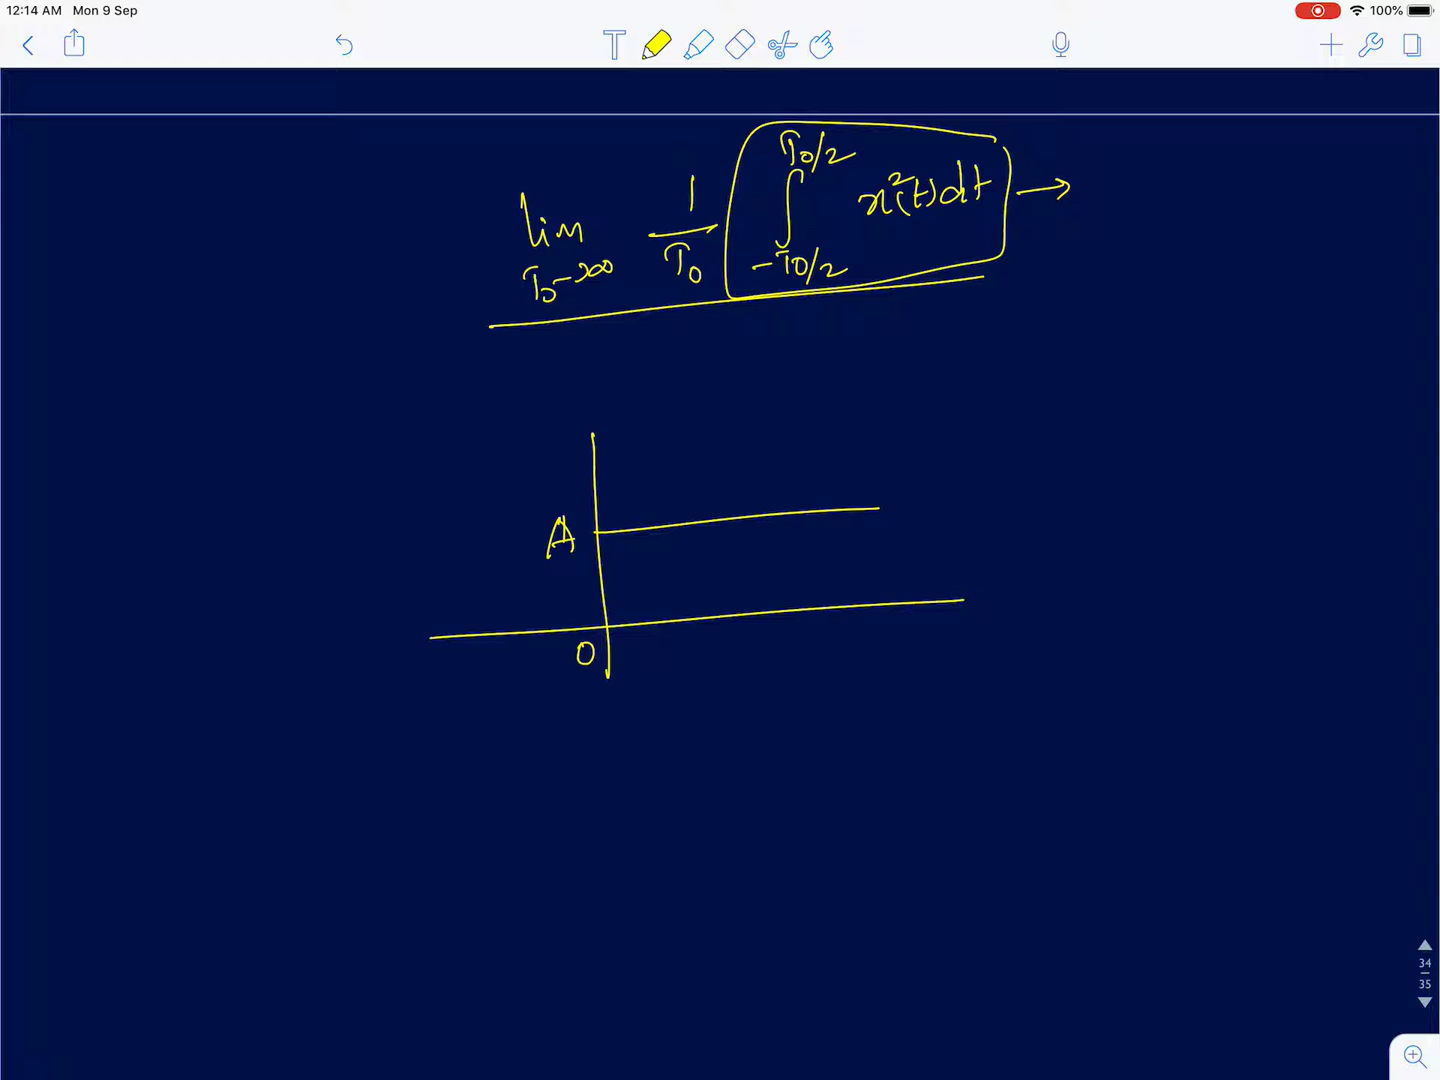 12:14 AM Mon 9 Sep 100%
T
lim T₀→∞ 1/T₀ ∫_{-T₀/2}^{T₀/2} x²(t)dt →
A
0
34
35